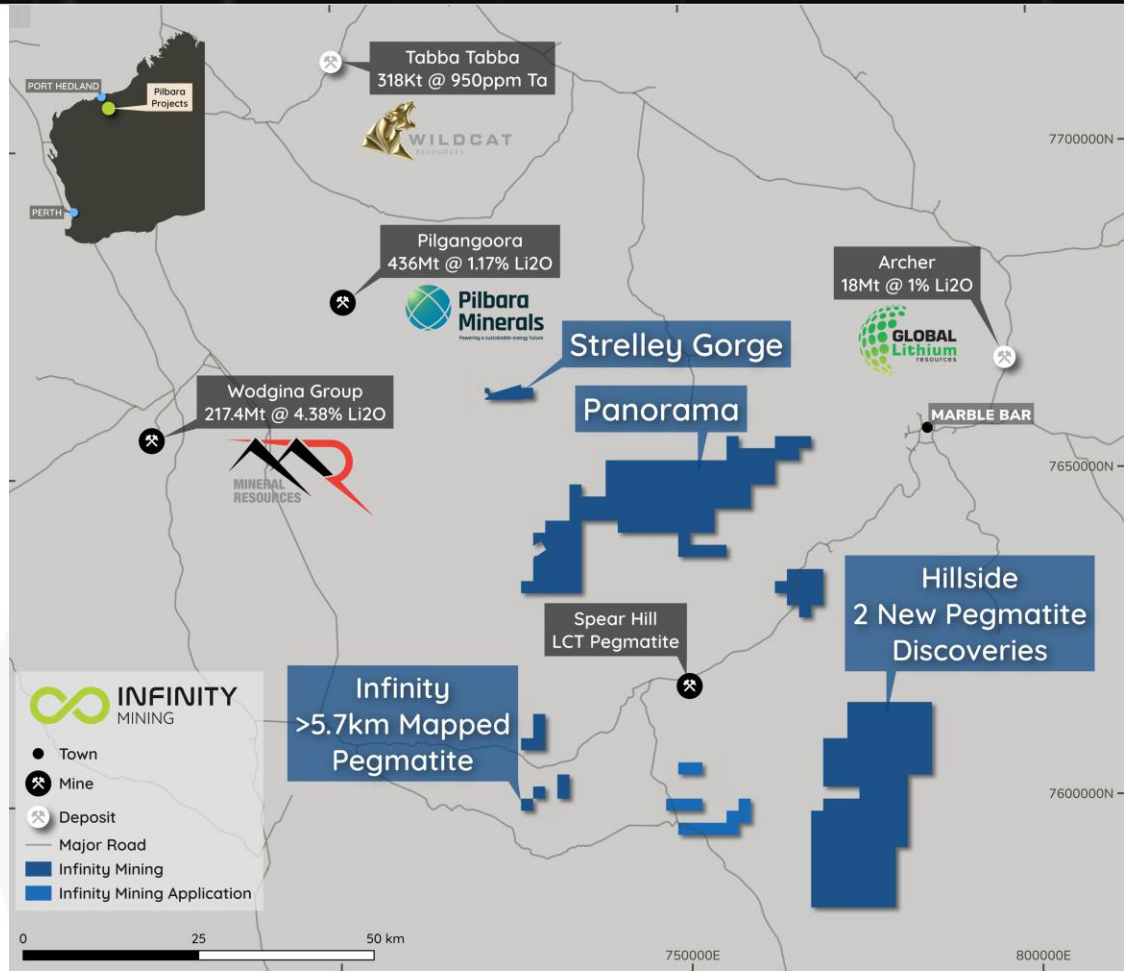 PORT HEDLAND
Pilbara
Projects
PERTH
Tabba Tabba
318Kt @ 950ppm Ta
WILDCAT
RESOURCES
7700000N
Pilgangoora
436Mt @ 1.17% Li2O
Pilbara
Minerals
Powering a sustainable energy future
Archer
18Mt @ 1% Li2O
GLOBAL
Lithium
resources
Strelley Gorge
Panorama
Wodgina Group
217.4Mt @ 4.38% Li2O
MINERAL
RESOURCES
MARBLE BAR
7650000N
Hillside
2 New Pegmatite
Discoveries
Spear Hill
LCT Pegmatite
Infinity
>5.7km Mapped
Pegmatite
7600000N
INFINITY
MINING
Town
Mine
Deposit
Major Road
Infinity Mining
Infinity Mining Application
0
25
50 km
750000E
800000E